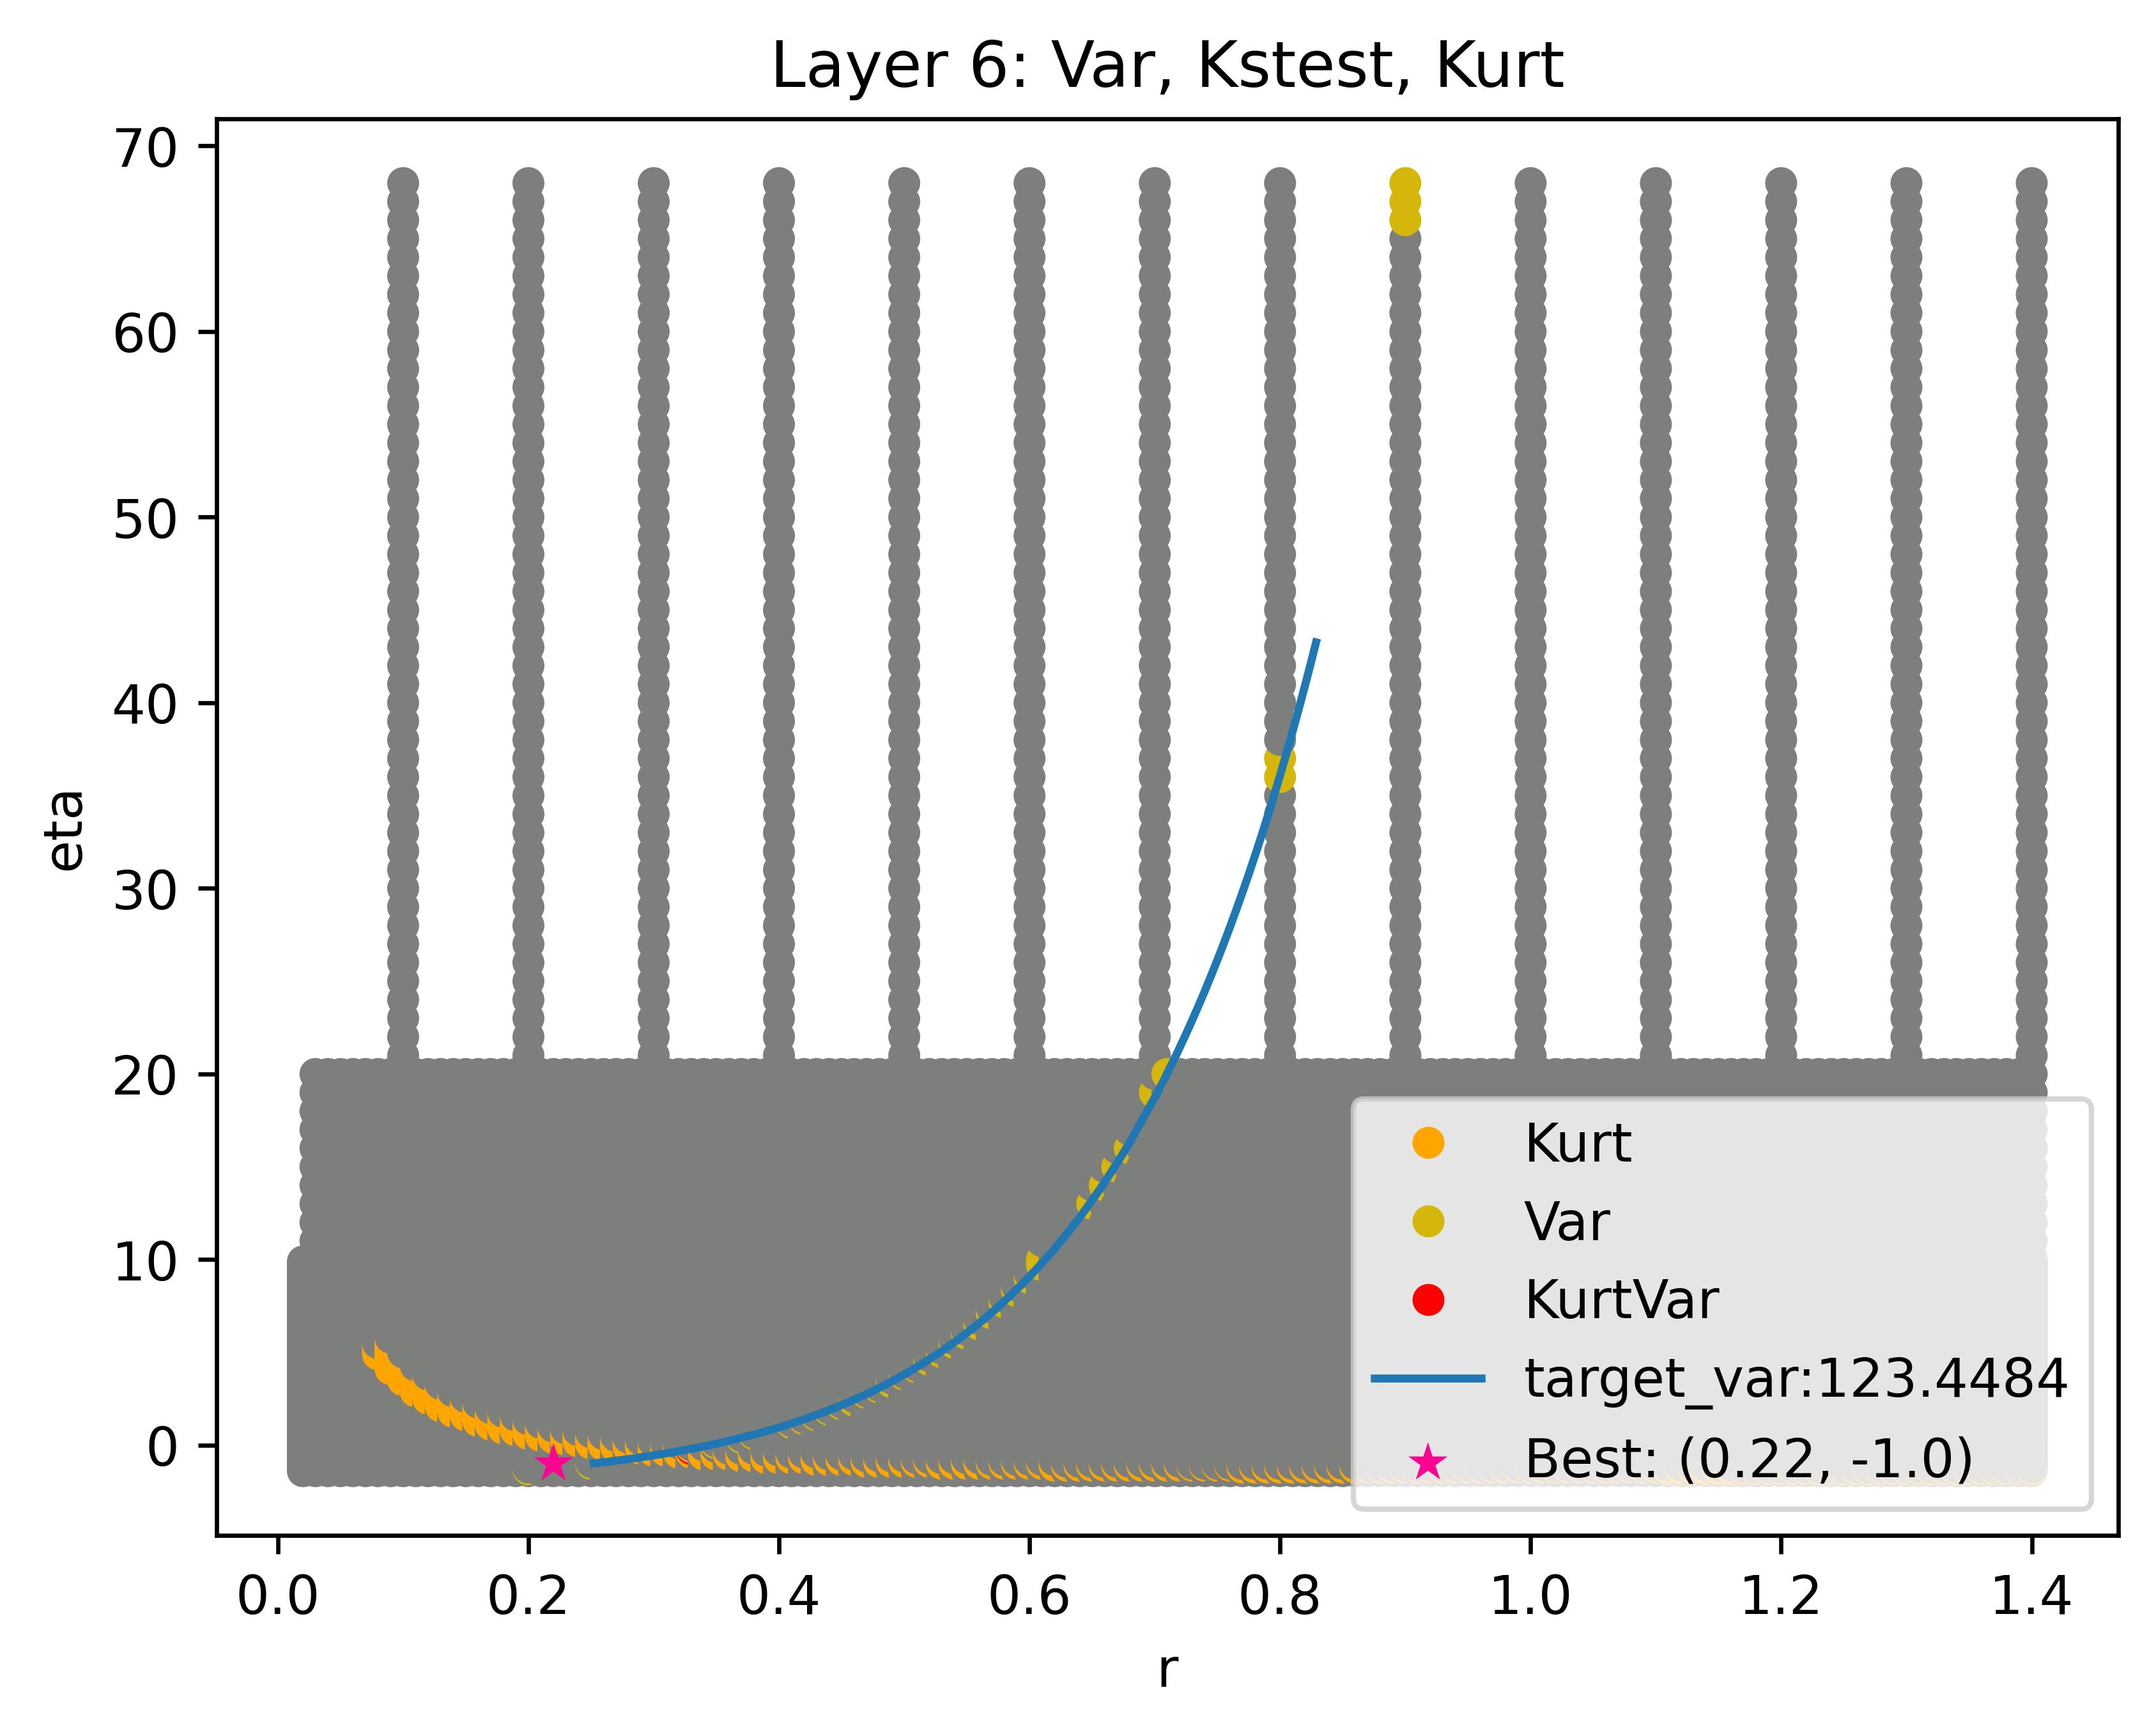 Layer 6: Var, Kstest, Kurt
70
60
50
40
30
20
10
0
eta
Kurt
Var
KurtVar
target_var:123.4484
Best: (0.22, -1.0)
0.0 0.2 0.4 0.6 0.8 1.0 1.2 1.4
r